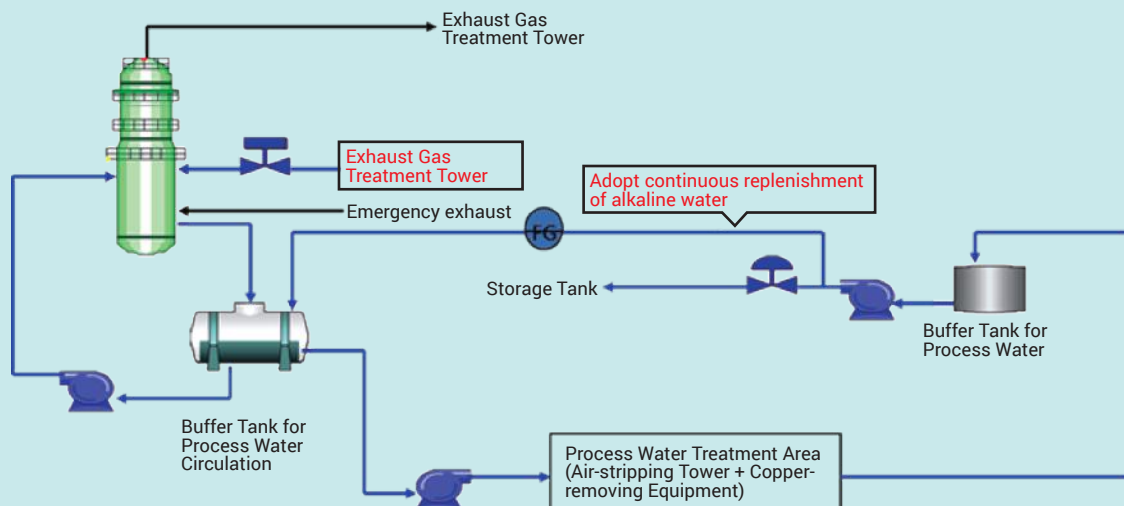 Exhaust Gas
Treatment Tower
Exhaust Gas
Treatment Tower
Adopt continuous replenishment
of alkaline water
Emergency exhaust
FG
Storage Tank
Buffer Tank for
Process Water
Buffer Tank for
Process Water
Circulation
Process Water Treatment Area
(Air-stripping Tower + Copper-
removing Equipment)